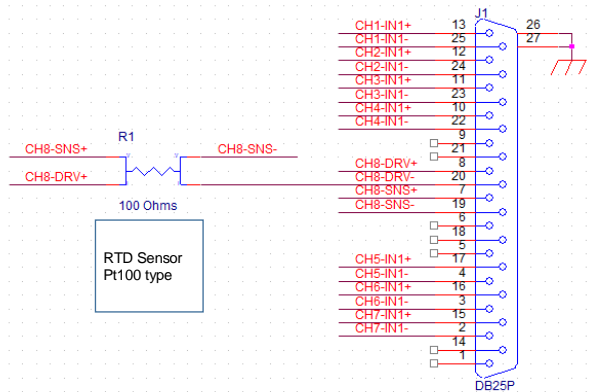 J1
CH1-IN1+ 13 26
CH1-IN1- 25 27
CH2-IN1+ 12
CH2-IN1- 24
CH3-IN1+ 11
CH3-IN1- 23
CH4-IN1+ 10
CH4-IN1- 22
9
R1
CH8-SNS+ CH8-SNS- 21
CH8-DRV+ 8
CH8-DRV+ CH8-DRV- 20
CH8-SNS+ 7
100 Ohms CH8-SNS- 19
6
18
5
RTD Sensor
Pt100 type
CH5-IN1+ 17
CH5-IN1- 4
CH6-IN1+ 16
CH6-IN1- 3
CH7-IN1+ 15
CH7-IN1- 2
14
1
DB25P